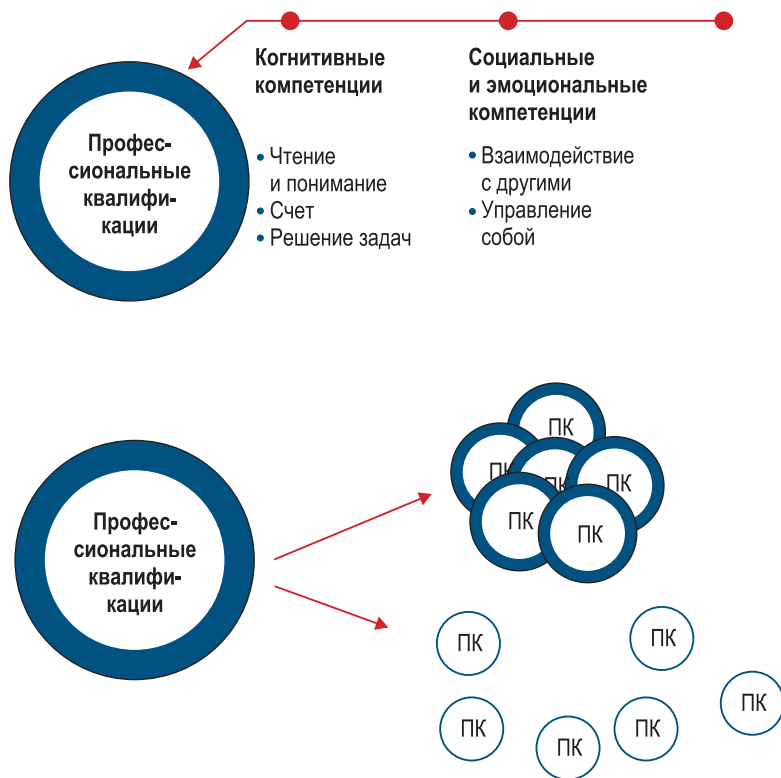 Когнитивные
компетенции
Социальные
и эмоциональные
компетенции
Профес-
сиональные
квалифи-
кации
• Чтение
и понимание
• Счет
• Решение задач
• Взаимодействие
с другими
• Управление
собой
Профес-
сиональные
квалифи-
кации
ПК
ПК
ПК
ПК
ПК
ПК
ПК
ПК
ПК
ПК
ПК
ПК